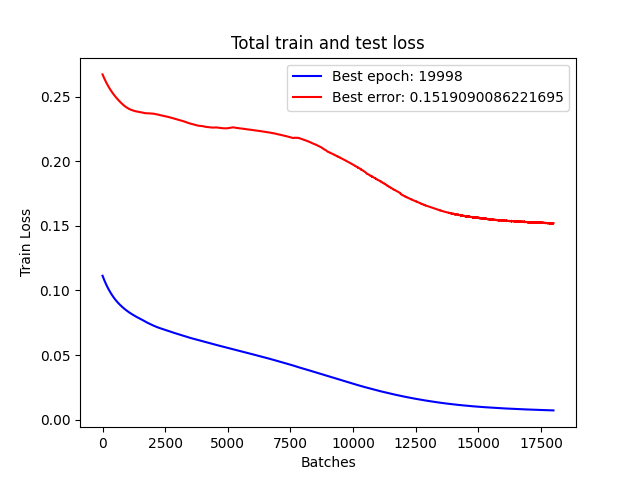 Total train and test loss
Best epoch: 19998
Best error: 0.1519090086221695
Train Loss
0.25
0.20
0.15
0.10
0.05
0.00
0 2500 5000 7500 10000 12500 15000 17500
Batches